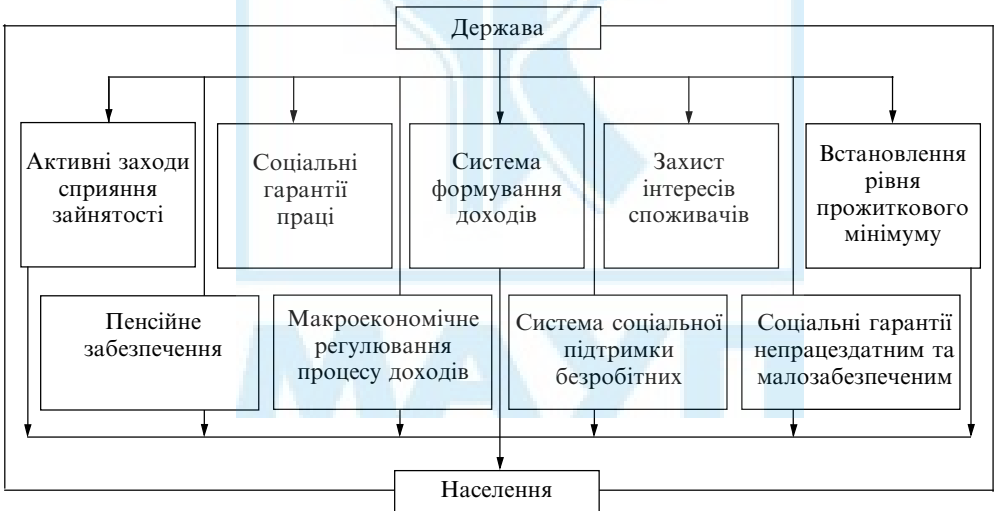 Держава
Активні заходи
сприяння
зайнятості
Соціальні
гарантії
праці
Система
формування
доходів
Захист
інтересів
споживачів
Встановлення
рівня
прожиткового
мінімуму
Пенсійне
забезпечення
Макроекономічне
регулювання
процесу доходів
Система соціальної
підтримки
безробітних
Соціальні гарантії
непрацездатним та
малозабезпеченим
Населення
МАУП